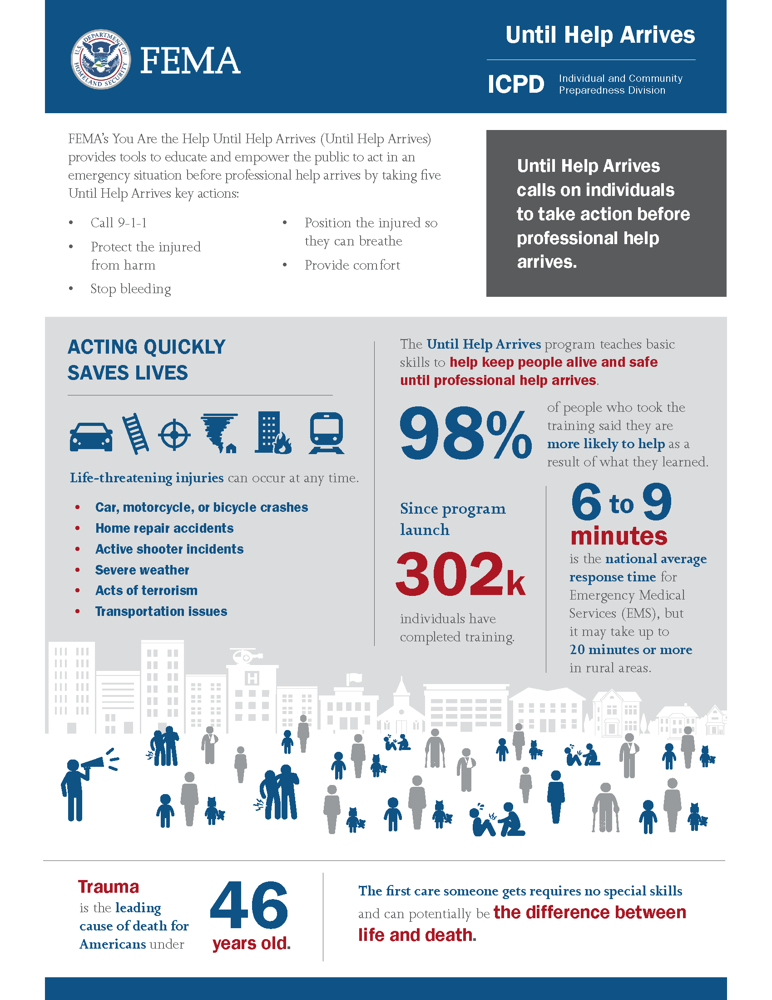 U.S. DEPARTMENT OF
HOMELAND SECURITY
FEMA
Until Help Arrives
ICPD
Individual and Community
Preparedness Division
FEMA’s You Are the Help Until Help Arrives (Until Help Arrives)
provides tools to educate and empower the public to act in an
emergency situation before professional help arrives by taking five
Until Help Arrives key actions:
• Call 9-1-1
• Protect the injured
from harm
• Stop bleeding
• Position the injured so
they can breathe
• Provide comfort
Until Help Arrives
calls on individuals
to take action before
professional help
arrives.
ACTING QUICKLY
SAVES LIVES
Life-threatening injuries can occur at any time.
• Car, motorcycle, or bicycle crashes
• Home repair accidents
• Active shooter incidents
• Severe weather
• Acts of terrorism
• Transportation issues
The Until Help Arrives program teaches basic
skills to help keep people alive and safe
until professional help arrives.
98%
of people who took the
training said they are
more likely to help as a
result of what they learned.
Since program
launch
302k
individuals have
completed training.
6 to 9
minutes
is the national average
response time for
Emergency Medical
Services (EMS), but
it may take up to
20 minutes or more
in rural areas.
H
Trauma
is the leading
cause of death for
Americans under
46
years old.
The first care someone gets requires no special skills
and can potentially be the difference between
life and death.